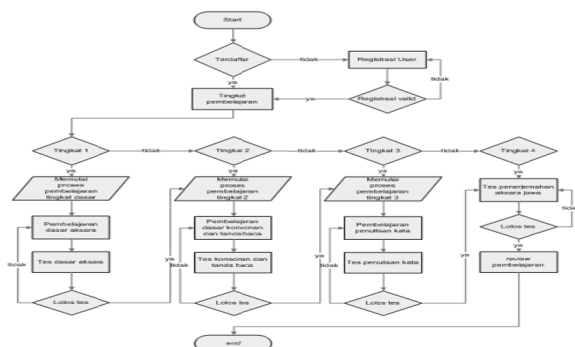 Start
Terdaftar
tidak
Registrasi User
tidak
ya
Tingkat
pembelajaran
ya
Registrasi valid
Tingkat 1
tidak
Tingkat 2
tidak
Tingkat 3
tidak
Tingkat 4
ya
ya
ya
ya
Memulai
proses
pembelajaran
tingkat dasar
Memulai
proses
pembelajaran
tingkat 2
Memulai
proses
pembelajaran
tingkat 3
Tes penerjemahan
aksara jawa
Pembelajaran
dasar aksara
Pembelajaran
dasar konsonan
dan tandabaca
Pembelajaran
penulisan kata
Lolos tes
tidak
ya
tidak
Tes dasar aksara
ya
tidak
Tes konsonan dan
tanda baca
ya
tidak
Tes penulisan kata
ya
review
pembelajaran
Lolos tes
Lolos tes
Lolos tes
end